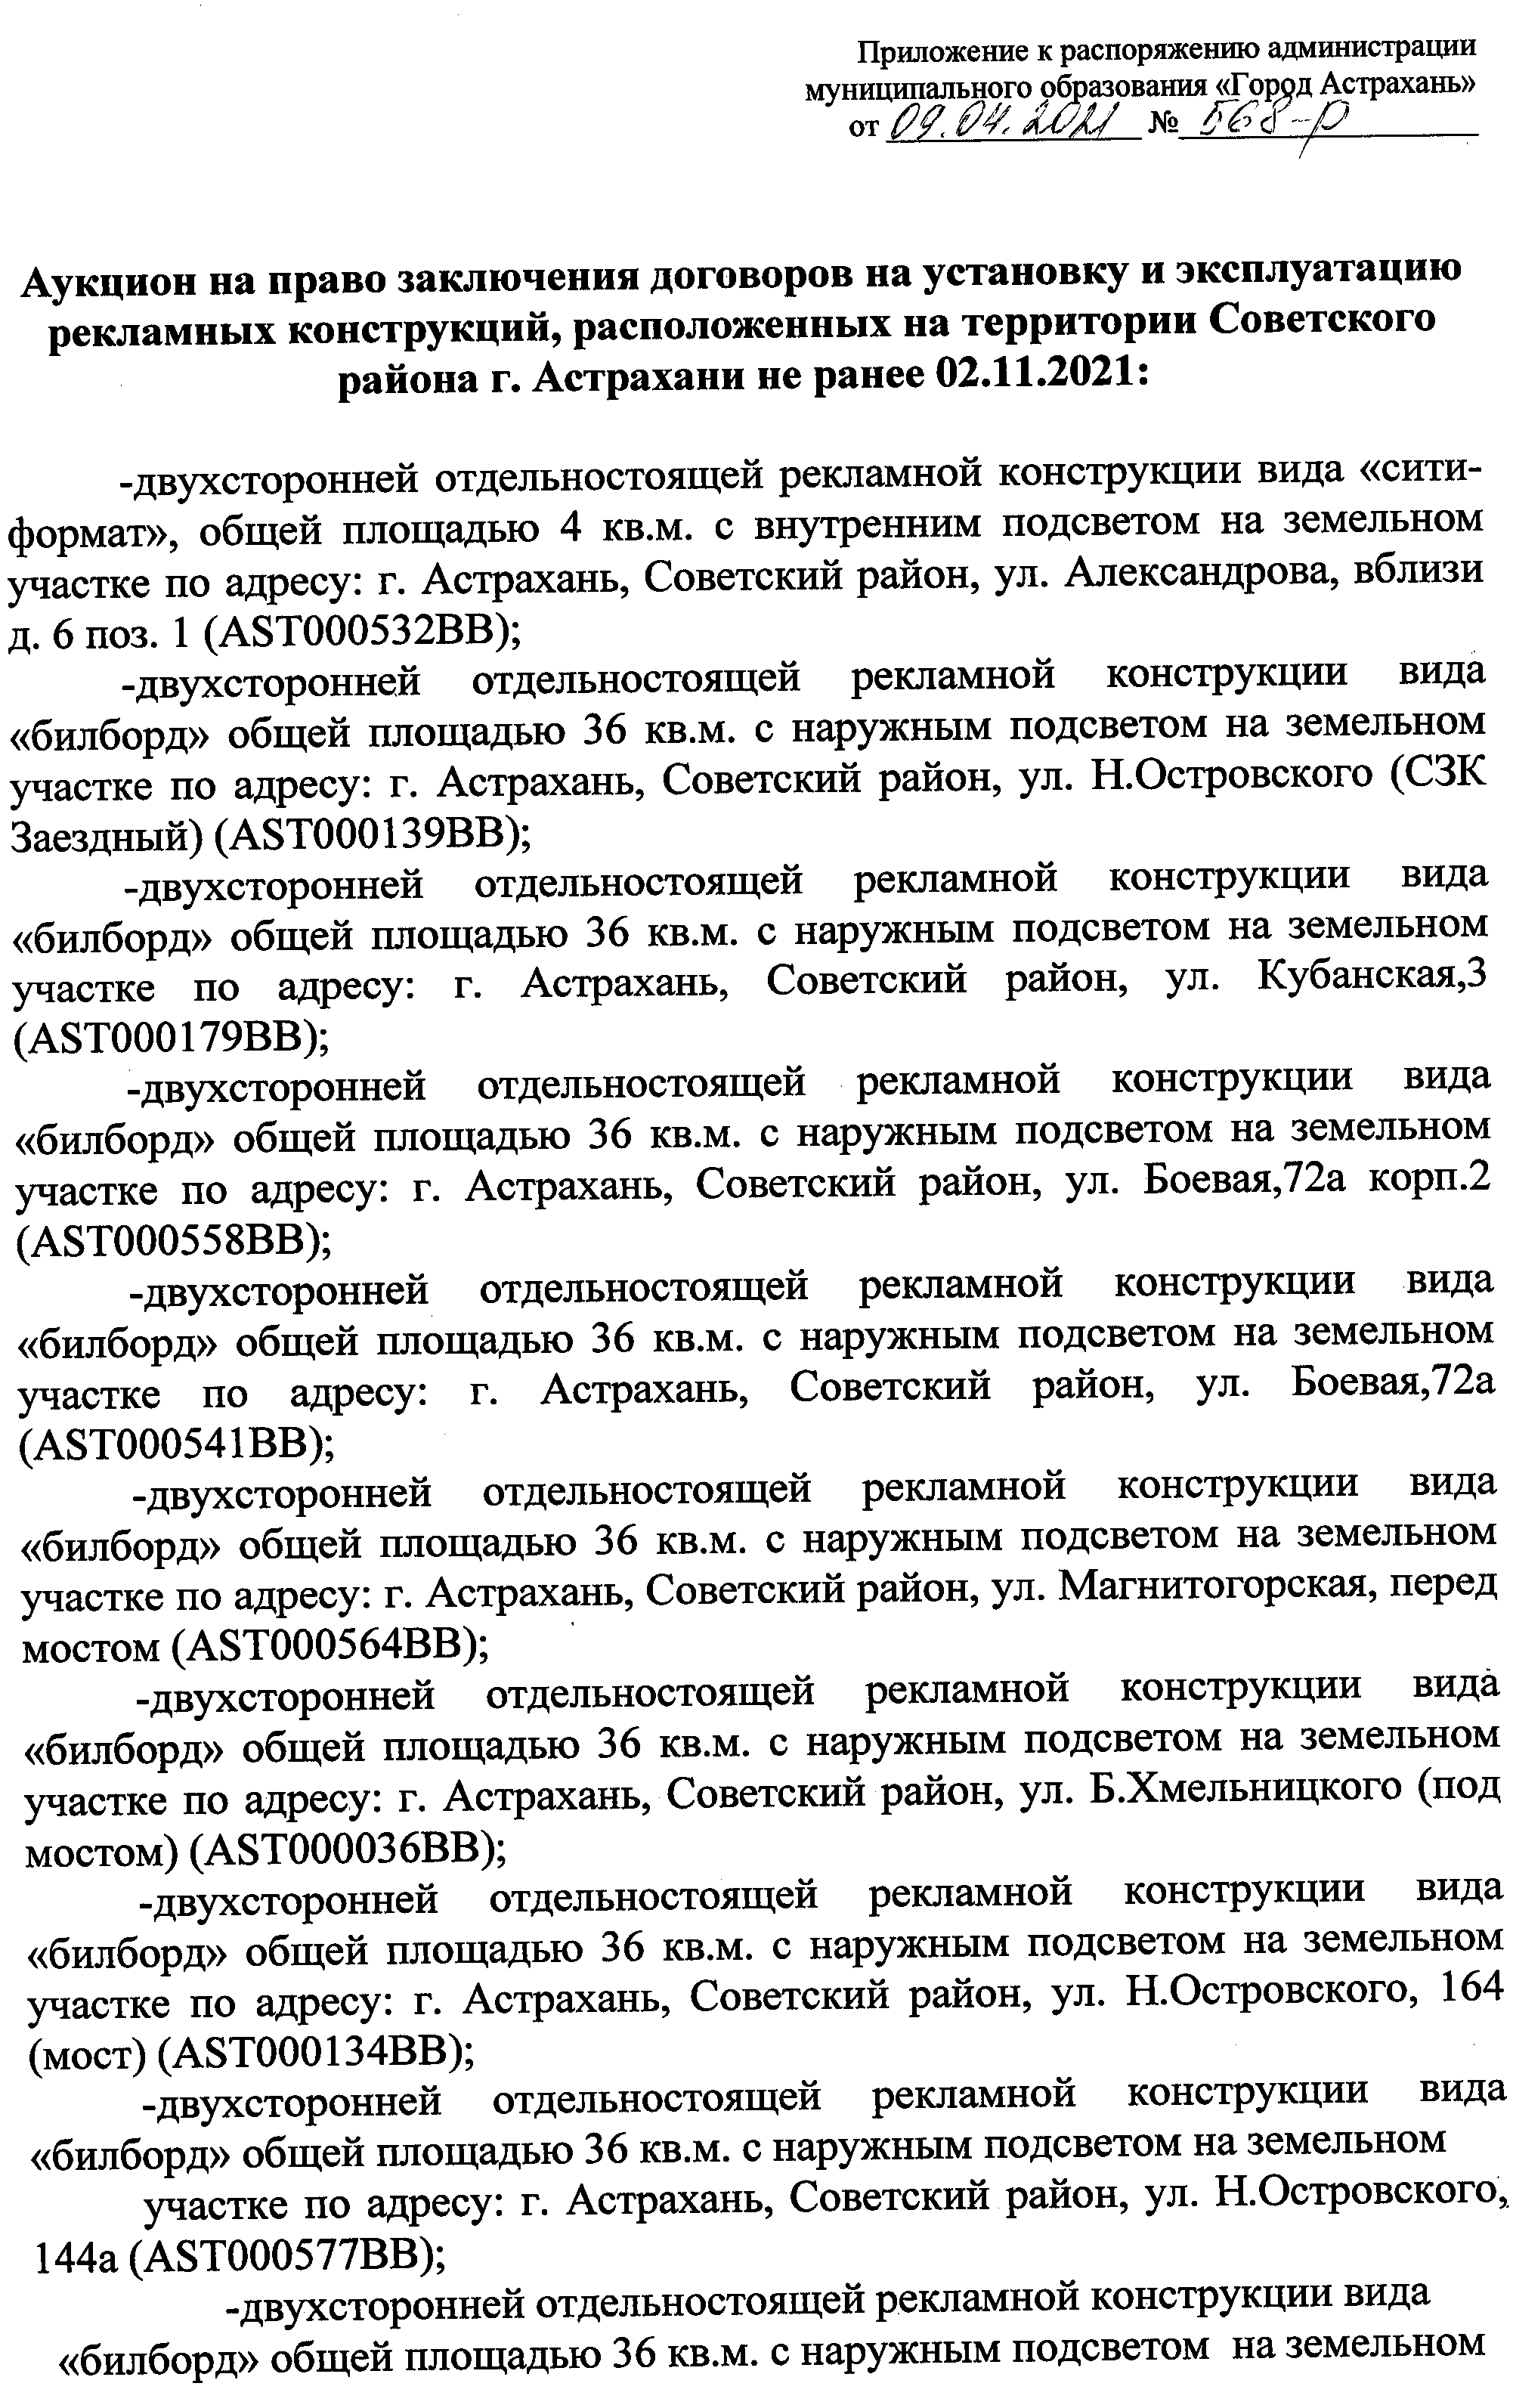 Приложение к распоряжению администрации
муниципального образования «Город Астрахань»
от 09.04.2021 № 568-р
Аукцион на право заключения договоров на установку и эксплуатацию
рекламных конструкций, расположенных на территории Советского
района г. Астрахани не ранее 02.11.2021:
-двухсторонней отдельностоящей рекламной конструкции вида «сити-
формат», общей площадью 4 кв.м. с внутренним подсветом на земельном
участке по адресу: г. Астрахань, Советский район, ул. Александрова, вблизи
д. 6 поз. 1 (AST000532BB);
-двухсторонней отдельностоящей рекламной конструкции вида
«билборд» общей площадью 36 кв.м. с наружным подсветом на земельном
участке по адресу: г. Астрахань, Советский район, ул. Н.Островского (СЗК
Заездный) (AST000139BB);
-двухсторонней отдельностоящей рекламной конструкции вида
«билборд» общей площадью 36 кв.м. с наружным подсветом на земельном
участке по адресу: г. Астрахань, Советский район, ул. Кубанская,3
(AST000179BB);
-двухсторонней отдельностоящей рекламной конструкции вида
«билборд» общей площадью 36 кв.м. с наружным подсветом на земельном
участке по адресу: г. Астрахань, Советский район, ул. Боевая,72а корп.2
(AST000558BB);
-двухсторонней отдельностоящей рекламной конструкции вида
«билборд» общей площадью 36 кв.м. с наружным подсветом на земельном
участке по адресу: г. Астрахань, Советский район, ул. Боевая,72а
(AST000541BB);
-двухсторонней отдельностоящей рекламной конструкции вида
«билборд» общей площадью 36 кв.м. с наружным подсветом на земельном
участке по адресу: г. Астрахань, Советский район, ул. Магнитогорская, перед
мостом (AST000564BB);
-двухсторонней отдельностоящей рекламной конструкции вида
«билборд» общей площадью 36 кв.м. с наружным подсветом на земельном
участке по адресу: г. Астрахань, Советский район, ул. Б.Хмельницкого (под
мостом) (AST000036BB);
-двухсторонней отдельностоящей рекламной конструкции вида
«билборд» общей площадью 36 кв.м. с наружным подсветом на земельном
участке по адресу: г. Астрахань, Советский район, ул. Н.Островского, 164
(мост) (AST000134BB);
-двухсторонней отдельностоящей рекламной конструкции вида
«билборд» общей площадью 36 кв.м. с наружным подсветом на земельном
участке по адресу: г. Астрахань, Советский район, ул. Н.Островского,
144а (AST000577BB);
-двухсторонней отдельностоящей рекламной конструкции вида
«билборд» общей площадью 36 кв.м. с наружным подсветом на земельном